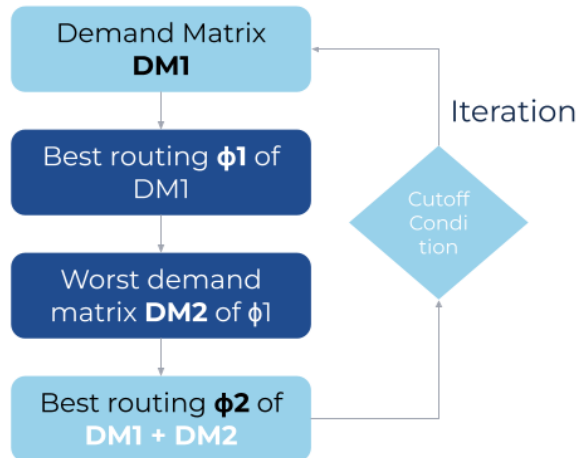 Demand Matrix
DM1
Best routing ϕ1 of
DM1
Worst demand
matrix DM2 of ϕ1
Best routing ϕ2 of
DM1 + DM2
Iteration
Cutoff
Condi
tion